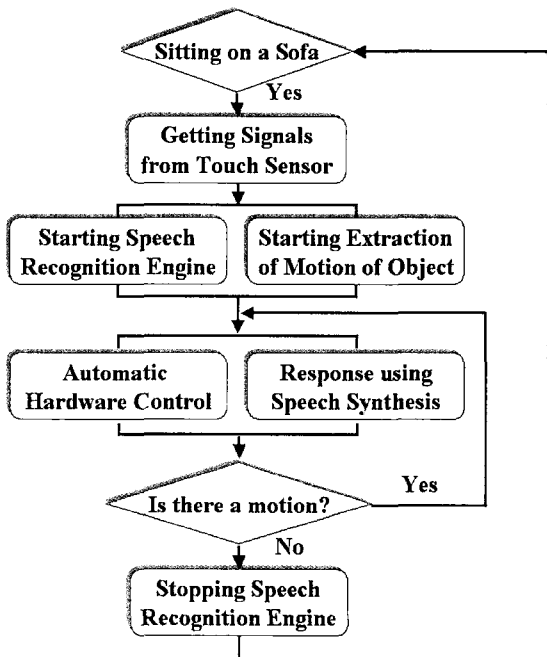 Sitting on a Sofa
Yes
Getting Signals
from Touch Sensor
Starting Speech
Recognition Engine
Starting Extraction
of Motion of Object
Automatic
Hardware Control
Response using
Speech Synthesis
Is there a motion?
Yes
No
Stopping Speech
Recognition Engine